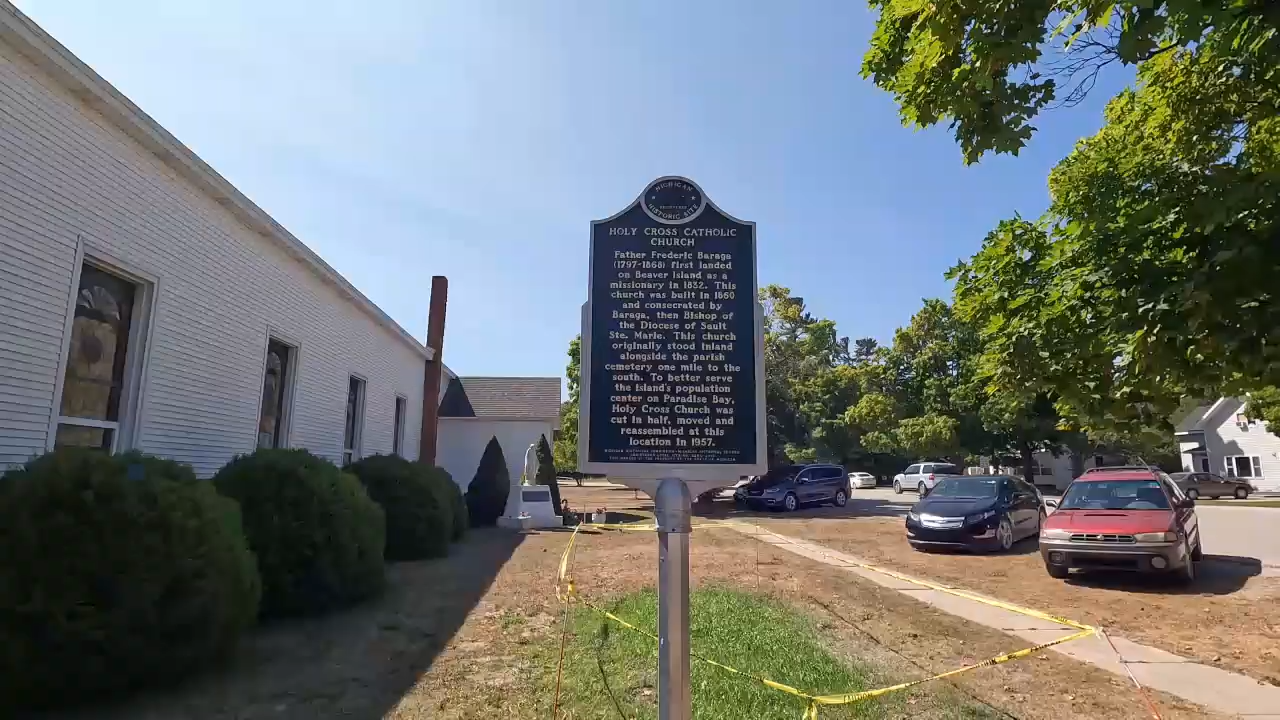 MICHIGAN
REGISTERED
HISTORIC SITE
HOLY CROSS CATHOLIC
CHURCH
Father Frederic Baraga
(1797-1868) first landed
on Beaver Island as a
missionary in 1832. This
church was built in 1860
and consecrated by
Baraga, then Bishop of
the Diocese of Sault
Ste. Marie. This church
originally stood inland
alongside the parish
cemetery one mile to the
south. To better serve
the island's population
center on Paradise Bay,
Holy Cross Church was
cut in half, moved and
reassembled at this
location in 1957.